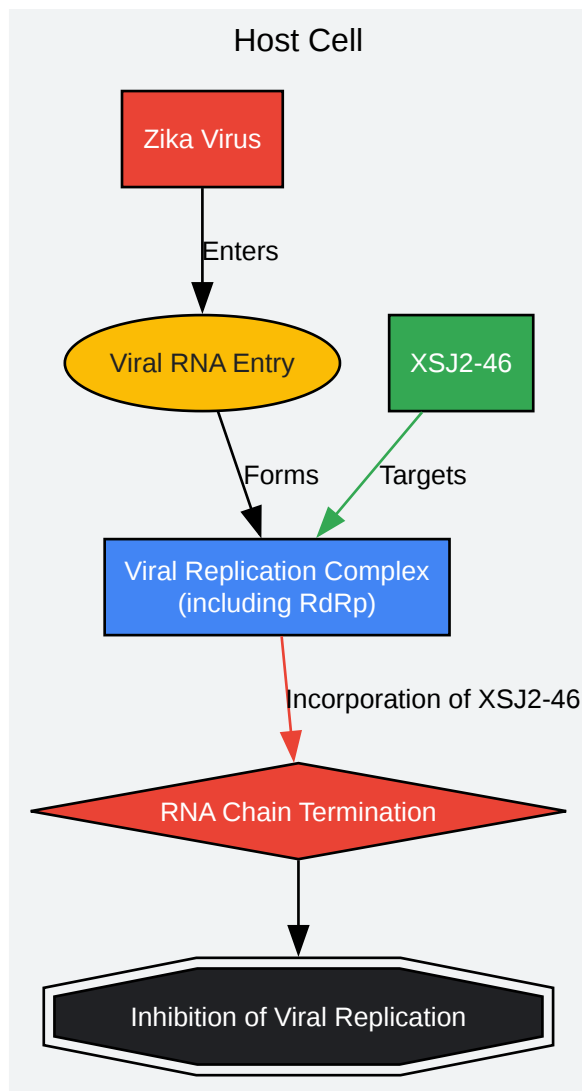 Host Cell
Zika Virus
Enters
Viral RNA Entry
XSJ2-46
Forms
Targets
Viral Replication Complex
(including RdRp)
Incorporation of XSJ2-46
RNA Chain Termination
Inhibition of Viral Replication